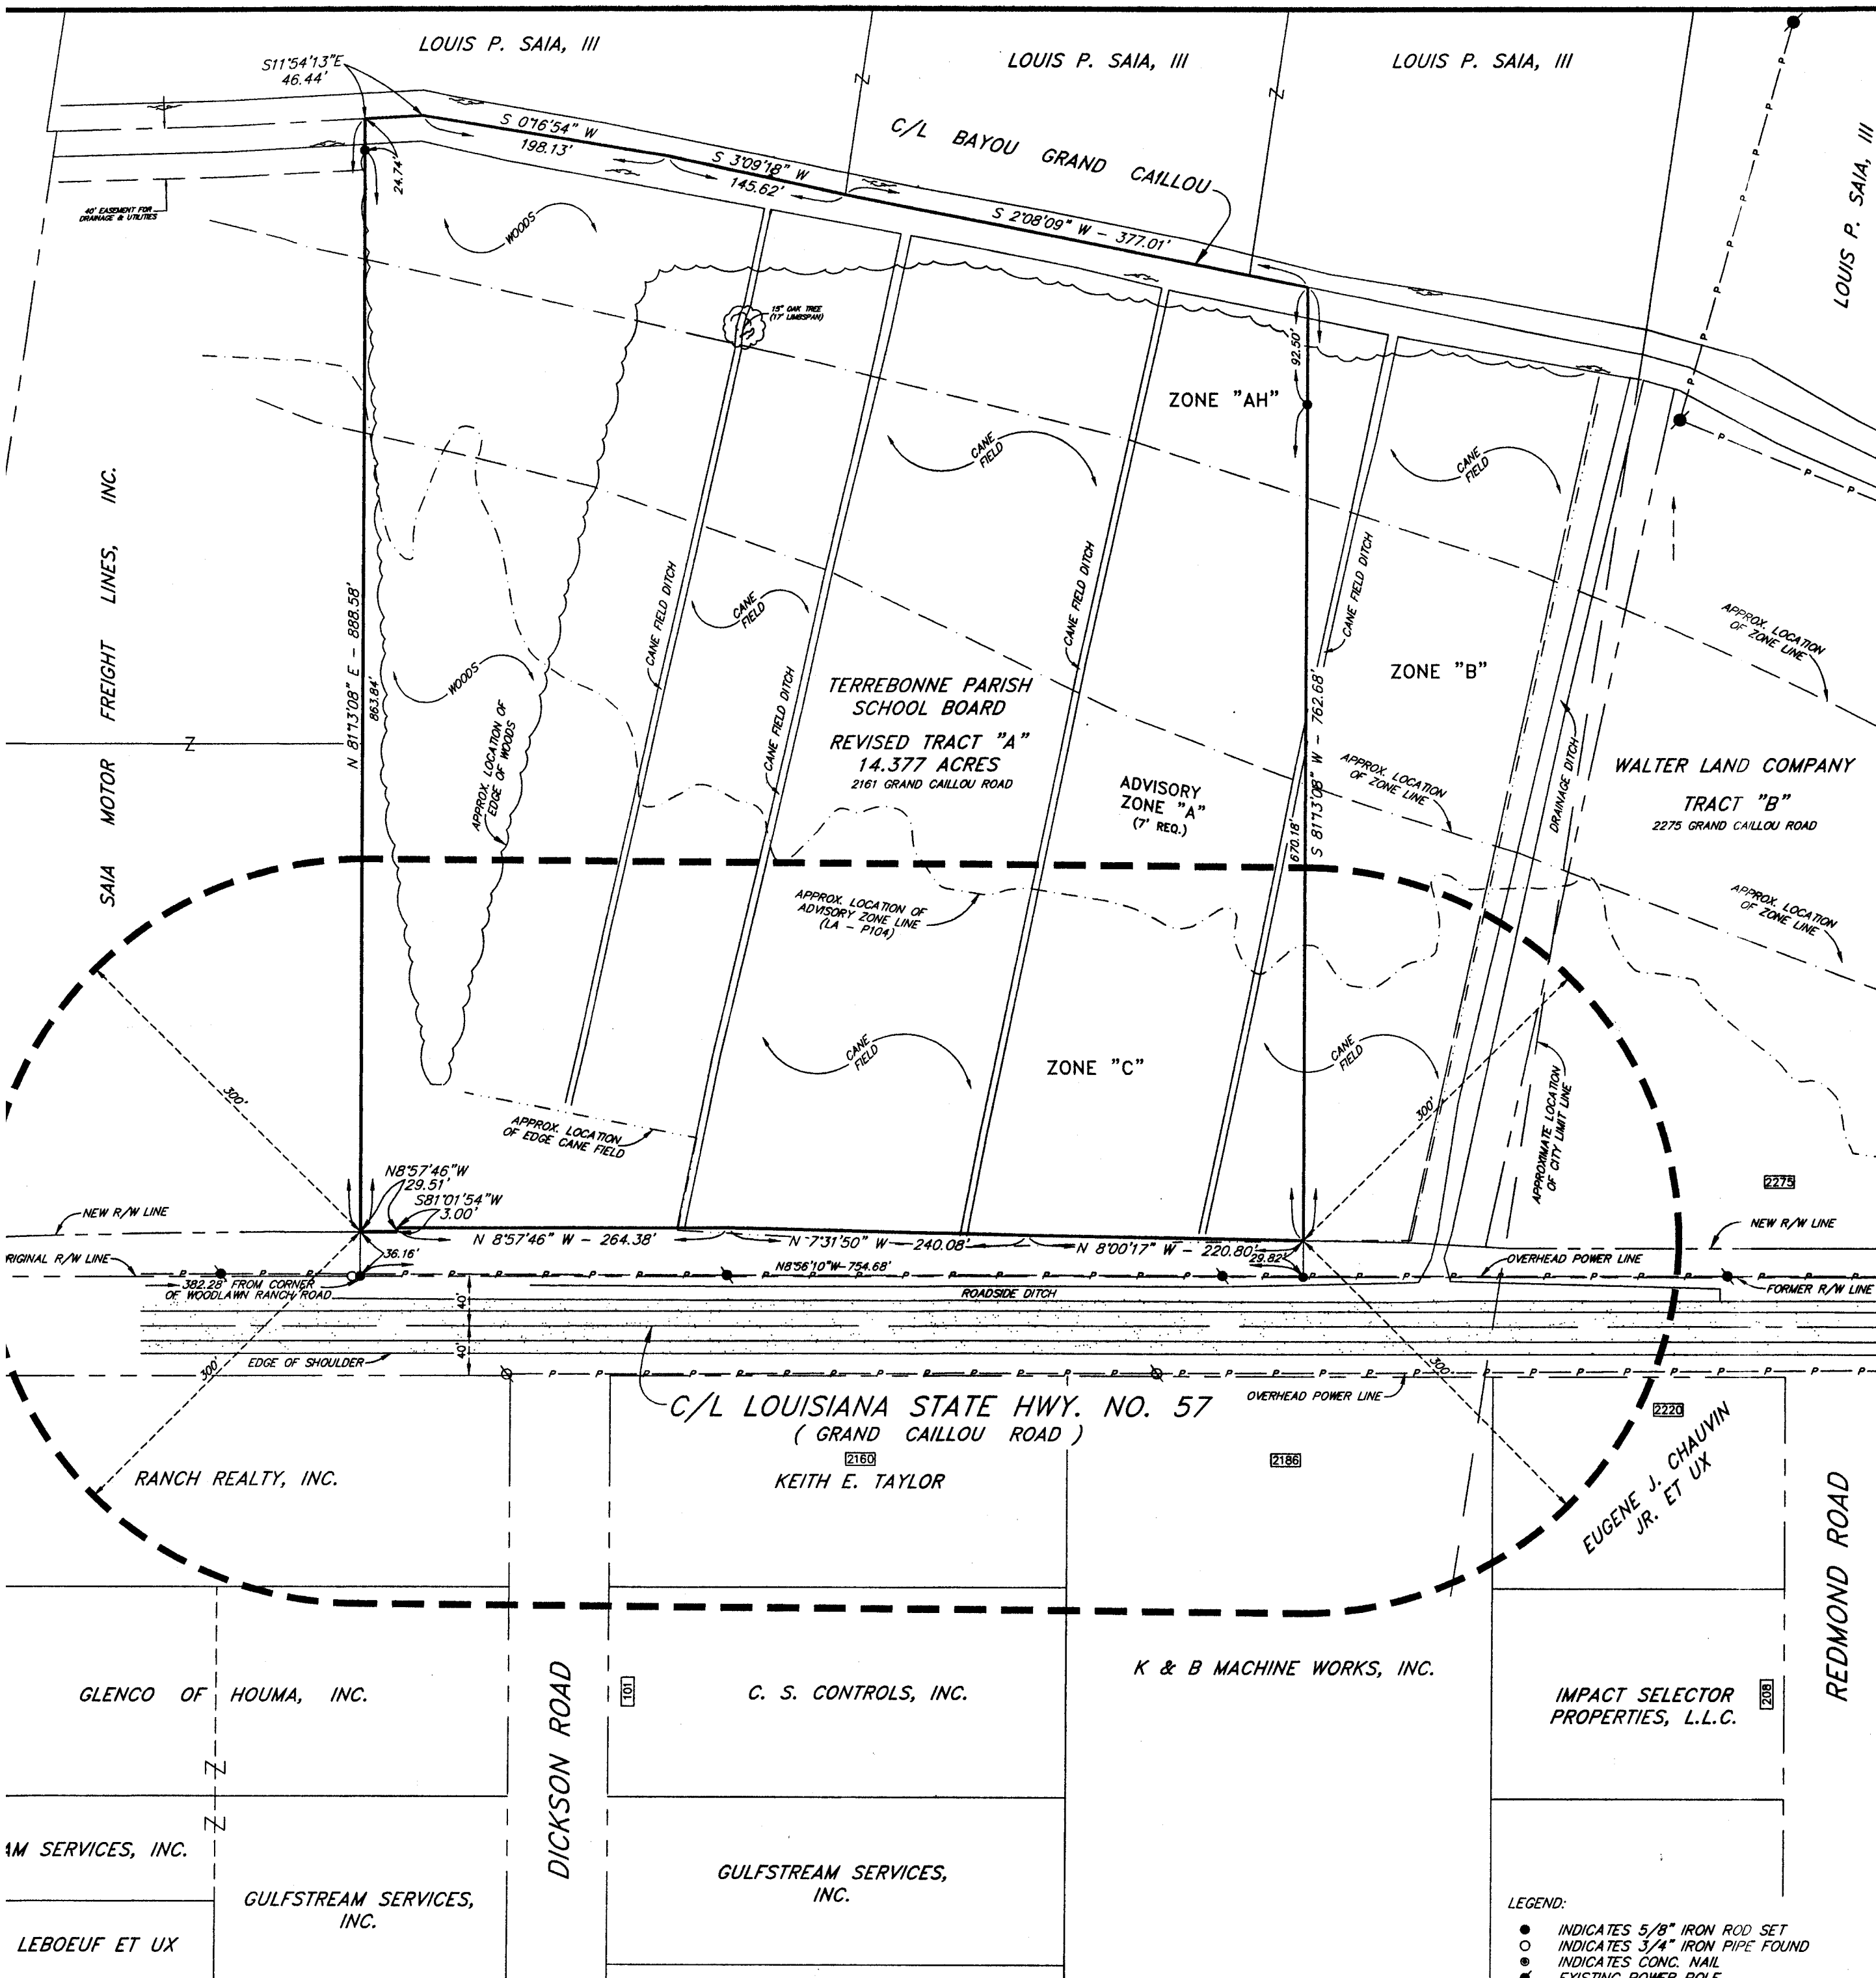 LOUIS P. SAIA, III
LOUIS P. SAIA, III
LOUIS P. SAIA, III
LOUIS P. SAIA, III
S11°54'13"E
46.44'
S 0°16'54" W
198.13'
S 3°09'18" W
145.62'
C/L BAYOU GRAND CAILLOU
S 2°08'09" W - 377.01'
24.74'
40' EASEMENT FOR
DRAINAGE & UTILITIES
WOODS
15" OAK TREE
(17' LIMBSPAN)
92.50'
ZONE "AH"
CANE
FIELD
CANE
FIELD
SAIA MOTOR FREIGHT LINES, INC.
N 81°13'08" E - 888.58'
863.84'
WOODS
APPROX. LOCATION OF
EDGE OF WOODS
CANE FIELD DITCH
CANE
FIELD
CANE FIELD DITCH
CANE FIELD DITCH
CANE FIELD DITCH
TERREBONNE PARISH
SCHOOL BOARD
REVISED TRACT "A"
14.377 ACRES
2161 GRAND CAILLOU ROAD
ADVISORY
ZONE "A"
(7' REQ.)
670.18'
S 81°13'08" W - 762.68'
ZONE "B"
APPROX. LOCATION
OF ZONE LINE
APPROX. LOCATION
OF ZONE LINE
DRAINAGE DITCH
WALTER LAND COMPANY
TRACT "B"
2275 GRAND CAILLOU ROAD
APPROX. LOCATION
OF ZONE LINE
APPROX. LOCATION OF
ADVISORY ZONE LINE
(LA - P104)
CANE
FIELD
ZONE "C"
CANE
FIELD
300'
300'
APPROXIMATE LOCATION
OF CITY LIMIT LINE
APPROX. LOCATION
OF EDGE CANE FIELD
N8°57'46"W
29.51'
S81°01'54"W
3.00'
2275
NEW R/W LINE
NEW R/W LINE
N 8°57'46" W - 264.38'
N 7°31'50" W - 240.08'
N 8°00'17" W - 220.80'
RIGINAL R/W LINE
36.16'
29.82'
OVERHEAD POWER LINE
N8°56'10"W-754.68'
382.28' FROM CORNER
OF WOODLAWN RANCH ROAD
FORMER R/W LINE
ROADSIDE DITCH
40'
40'
EDGE OF SHOULDER
300'
300'
C/L LOUISIANA STATE HWY. NO. 57
( GRAND CAILLOU ROAD )
OVERHEAD POWER LINE
2220
2160
2186
RANCH REALTY, INC.
KEITH E. TAYLOR
EUGENE J. CHAUVIN
JR. ET UX
REDMOND ROAD
GLENCO OF HOUMA, INC.
DICKSON ROAD
101
C. S. CONTROLS, INC.
K & B MACHINE WORKS, INC.
IMPACT SELECTOR
PROPERTIES, L.L.C.
208
AM SERVICES, INC.
GULFSTREAM SERVICES,
INC.
GULFSTREAM SERVICES,
INC.
LEBOEUF ET UX
LEGEND:
INDICATES 5/8" IRON ROD SET
INDICATES 3/4" IRON PIPE FOUND
INDICATES CONC. NAIL
EXISTING POWER POLE